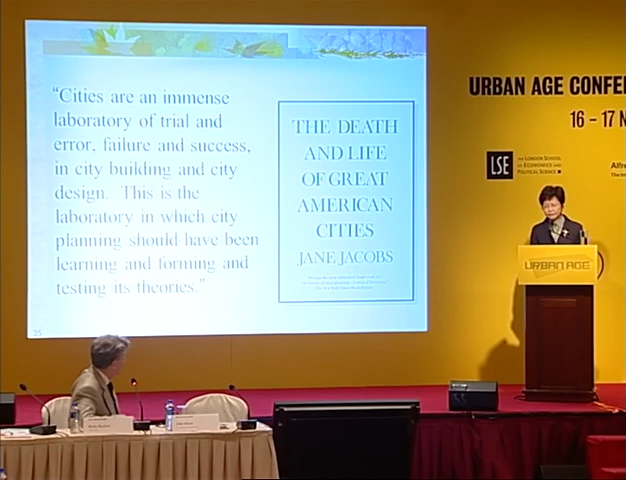 "Cities are an immense
laboratory of trial and
error, failure and success,
in city building and city
design. This is the
laboratory in which city
planning should have been
learning and forming and
testing its theories."
THE DEATH
AND LIFE
OF GREAT
AMERICAN
CITIES
JANE JACOBS
35
URBAN AGE CONFE
16 – 17 N
LSE
THE LONDON SCHOOL
OF ECONOMICS AND
POLITICAL SCIENCE
Alfre
URBAN AGE